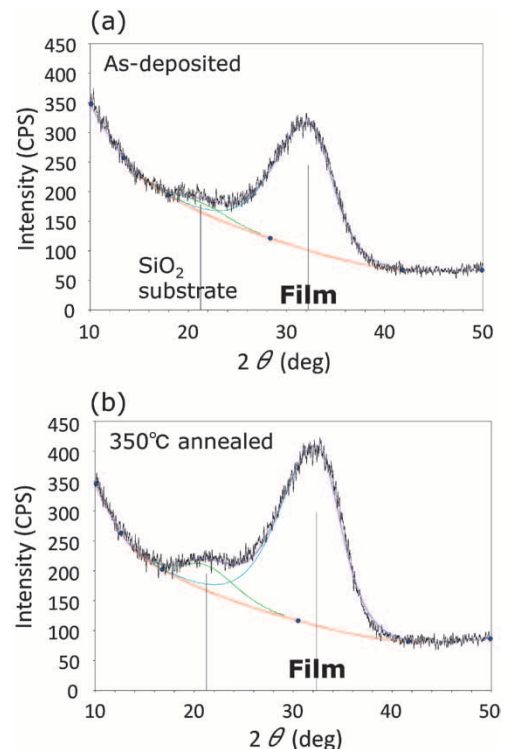 (a)
As-deposited
450
400
350
300
250
200
150
100
50
0
Intensity (CPS)
SiO₂
substrate
Film
10 20 30 40 50
2 θ (deg)
(b)
350℃ annealed
450
400
350
300
250
200
150
100
50
0
Intensity (CPS)
Film
10 20 30 40 50
2 θ (deg)